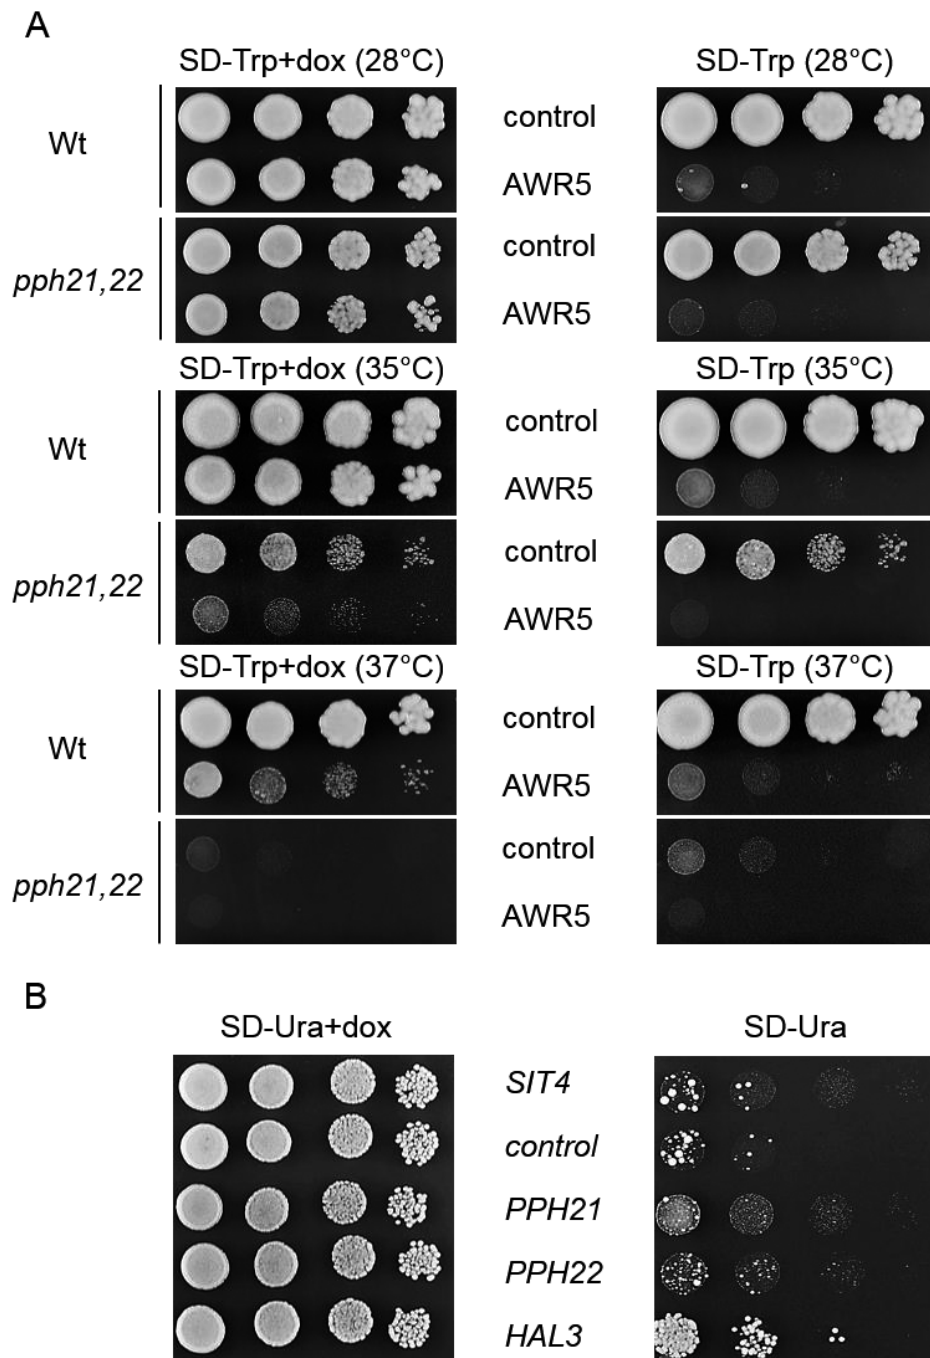 A
SD-Trp+dox (28°C) SD-Trp (28°C)
Wt control
AWR5
pph21,22 control
AWR5
SD-Trp+dox (35°C) SD-Trp (35°C)
Wt control
AWR5
pph21,22 control
AWR5
SD-Trp+dox (37°C) SD-Trp (37°C)
Wt control
AWR5
pph21,22 control
AWR5
B
SD-Ura+dox SD-Ura
SIT4
control
PPH21
PPH22
HAL3